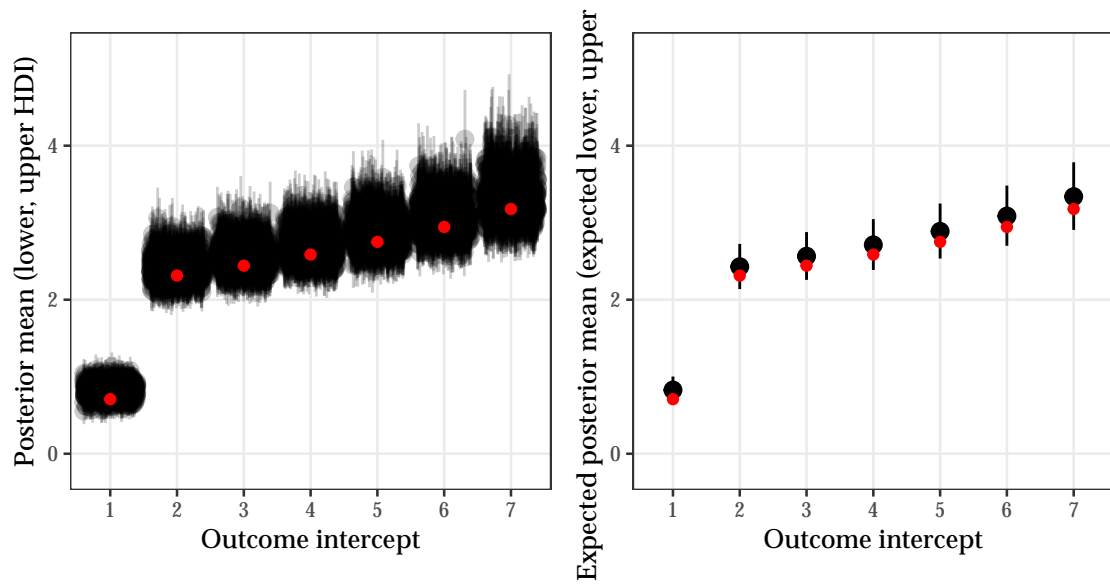 Posterior mean (lower, upper HDI)
4
2
0
1 2 3 4 5 6 7
Outcome intercept
Expected posterior mean (expected lower, upper
4
2
0
1 2 3 4 5 6 7
Outcome intercept